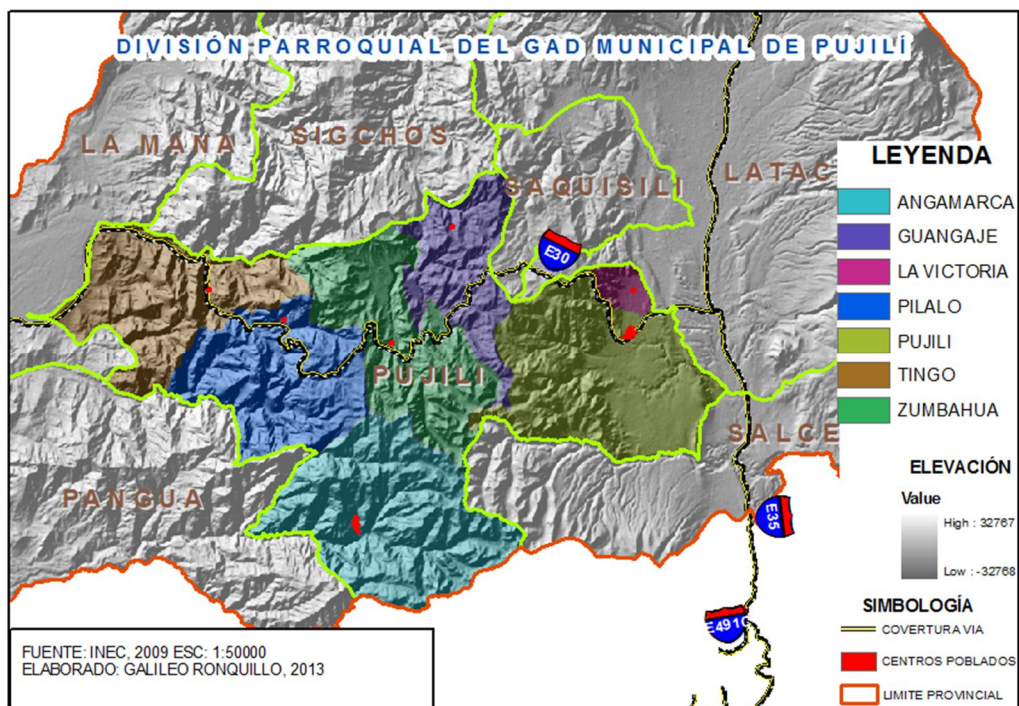 DIVISIÓN PARROQUIAL DEL GAD MUNICIPAL DE PUJILÍ
LA MANA
SIGCHOS
SAQUISILI
LATAC
E30
PUJILI
PANGUA
SALCE
E35
E491
LEYENDA
ANGAMARCA
GUANGAJE
LA VICTORIA
PILALO
PUJILI
TINGO
ZUMBAHUA
ELEVACIÓN
Value
High : 32767
Low : -32768
SIMBOLOGÍA
COVERTURA VIA
CENTROS POBLADOS
LIMITE PROVINCIAL
FUENTE: INEC, 2009 ESC: 1:50000
ELABORADO: GALILEO RONQUILLO, 2013